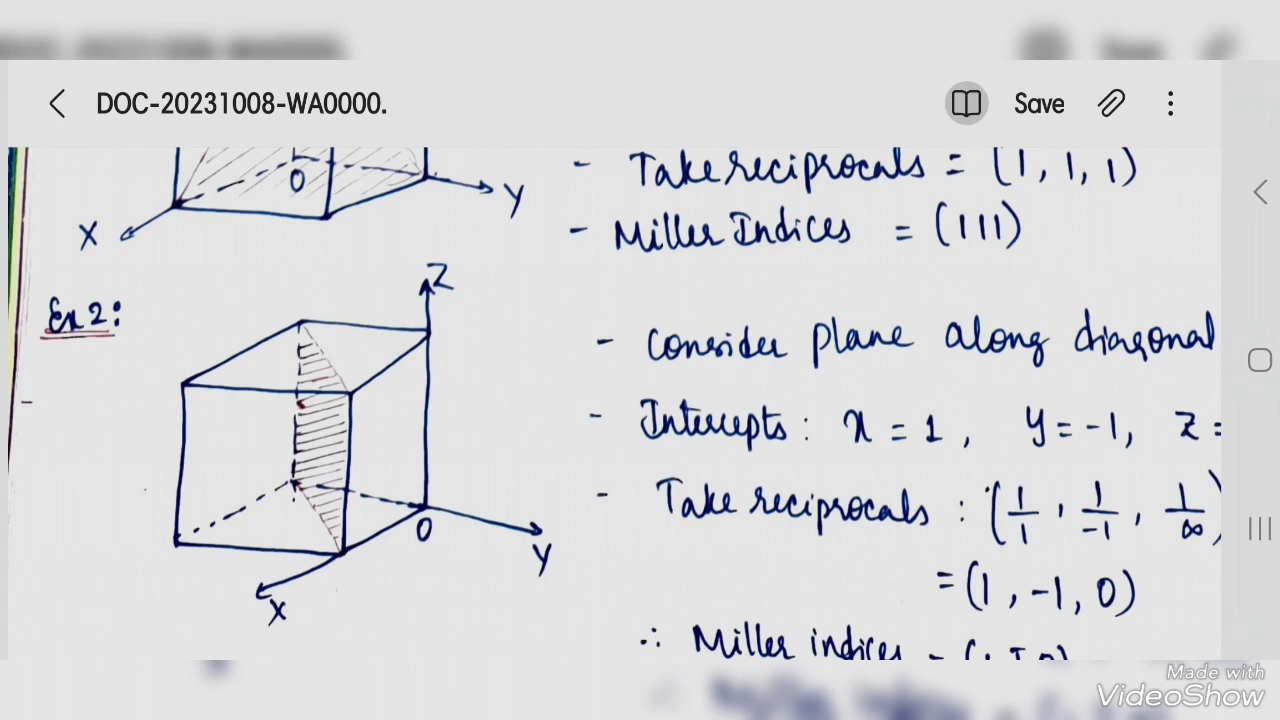 DOC-20231008-WA0000.
Save
O
Y
X
- Take reciprocals = (1, 1, 1)
- Miller Indices = (111)
Ex 2:
Z
O
Y
X
- Consider plane along diagonal
- Intercepts: x = 1, y = -1, z =
- Take reciprocals : (1/1, 1/-1, 1/∞)
= (1, -1, 0)
∴ Miller indices =
Made with
VideoShow